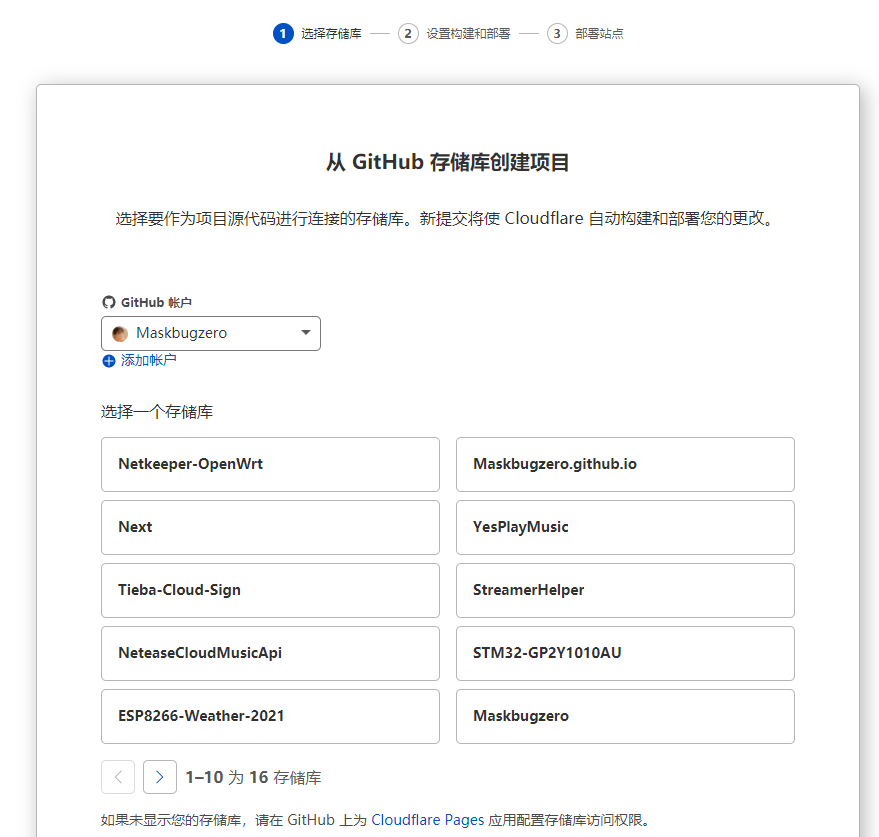 1 选择存储库 2 设置构建和部署 3 部署站点
从 GitHub 存储库创建项目
选择要作为项目源代码进行连接的存储库。新提交将使 Cloudflare 自动构建和部署您的更改。
GitHub 帐户
Maskbugzero
添加帐户
选择一个存储库
Netkeeper-OpenWrt Maskbugzero.github.io
Next YesPlayMusic
Tieba-Cloud-Sign StreamerHelper
NeteaseCloudMusicApi STM32-GP2Y1010AU
ESP8266-Weather-2021 Maskbugzero
1–10 为 16 存储库
如果未显示您的存储库，请在 GitHub 上为 Cloudflare Pages 应用配置存储库访问权限。